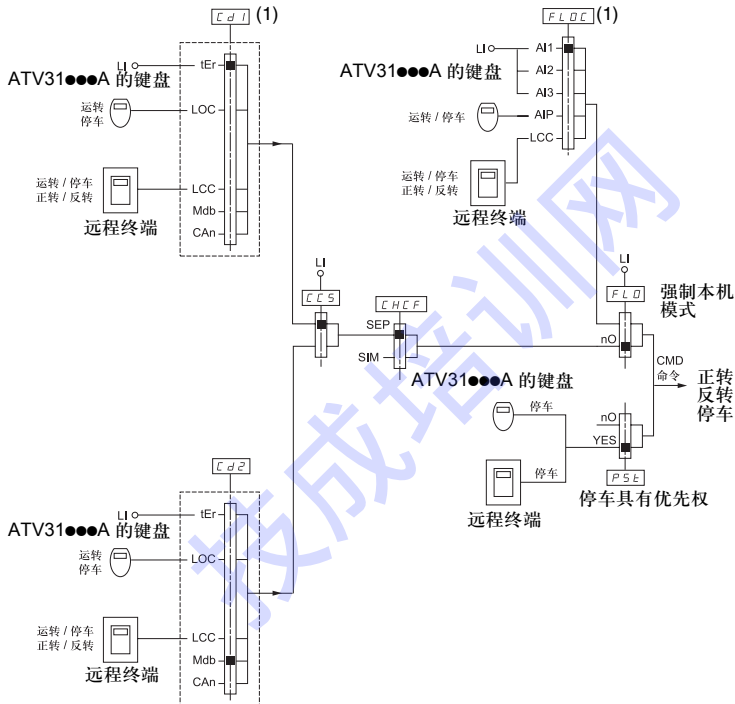 Cd1 (1)
LI
tEr
ATV31●●●A 的键盘
运转
停车
LOC
运转 / 停车
正转 / 反转
LCC
Mdb
CAn
远程终端
FLOC (1)
LI
AI1
ATV31●●●A 的键盘
AI2
AI3
运转 / 停车
AIP
LCC
运转 / 停车
正转 / 反转
远程终端
LI
CCS
CHCF
SEP
SIM
LI
FLO
强制本机
模式
nO
CMD
命令
正转
反转
停车
ATV31●●●A 的键盘
停车
nO
YES
停车
PSt
远程终端
停车具有优先权
Cd2
LI
tEr
ATV31●●●A 的键盘
运转
停车
LOC
运转 / 停车
正转 / 反转
LCC
Mdb
CAn
远程终端
技成培训网